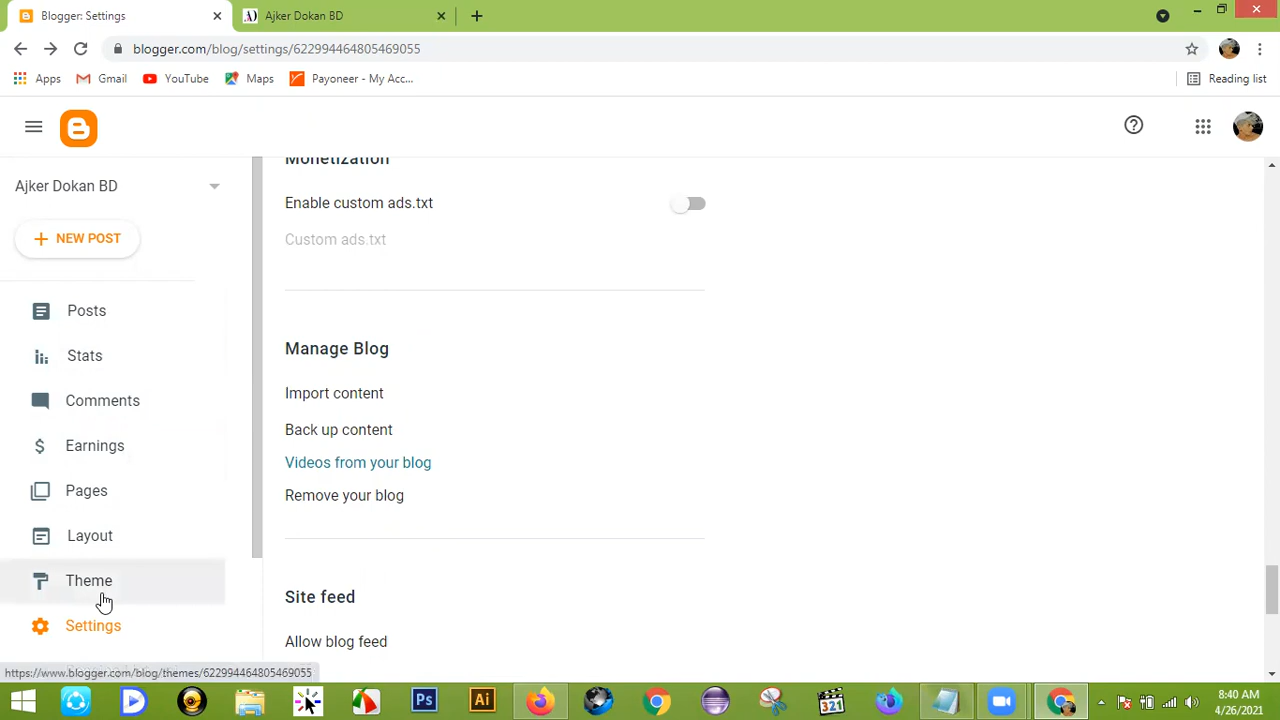 Blogger: Settings
Ajker Dokan BD
blogger.com/blog/settings/622994464805469055
Apps
Gmail
YouTube
Maps
Payoneer - My Acc...
Reading list
Ajker Dokan BD
NEW POST
Posts
Stats
Comments
Earnings
Pages
Layout
Theme
Settings
Monetization
Enable custom ads.txt
Custom ads.txt
Manage Blog
Import content
Back up content
Videos from your blog
Remove your blog
Site feed
Allow blog feed
https://www.blogger.com/blog/themes/622994464805469055
Ps
Ai
321
8:40 AM
4/26/2021